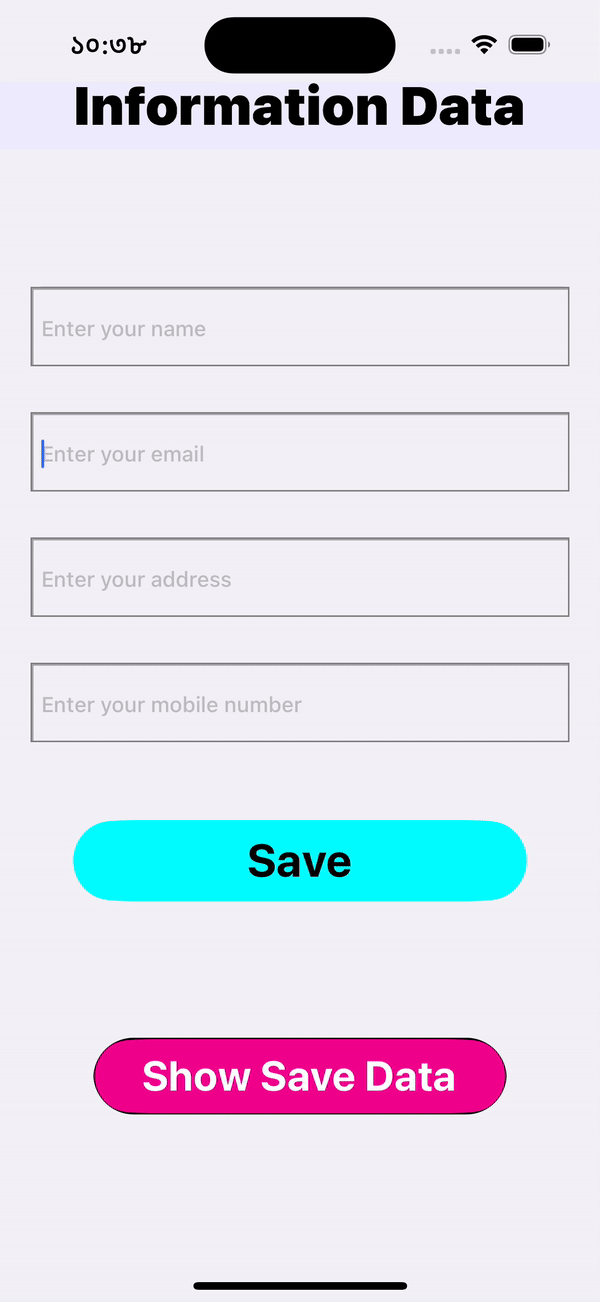 ১০:৩৮
Information Data
Enter your name
Enter your email
Enter your address
Enter your mobile number
Save
Show Save Data